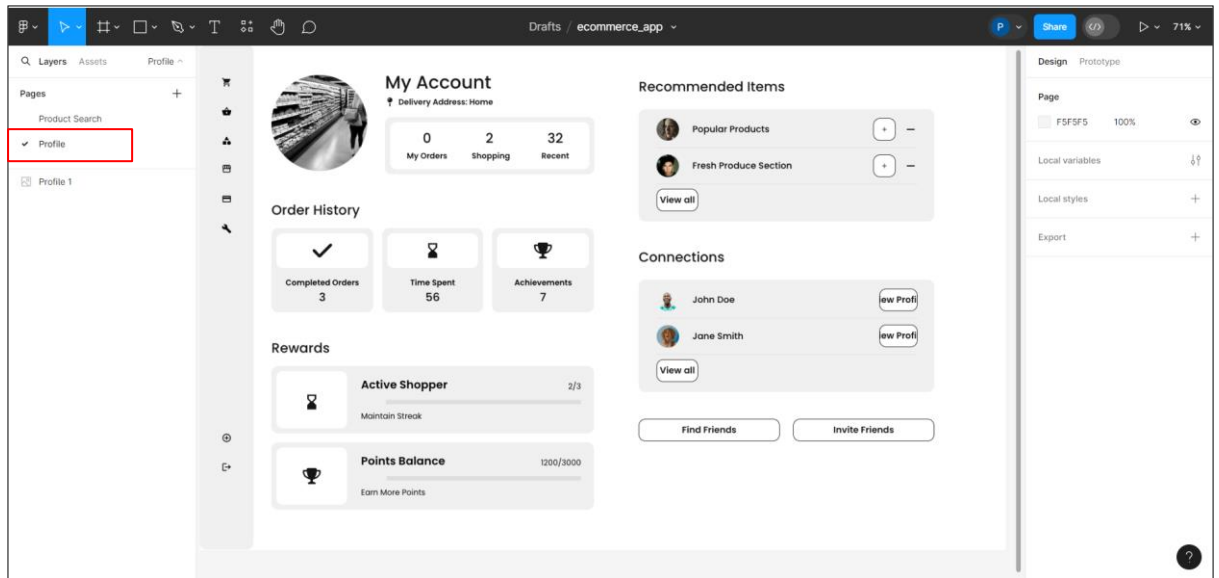 Drafts / ecommerce_app
P
Share
71%
Layers Assets Profile
Pages
Product Search
Profile
Profile 1
My Account
Delivery Address: Home
0 2 32
My Orders Shopping Recent
Order History
Completed Orders Time Spent Achievements
3 56 7
Rewards
Active Shopper 2/3
Maintain Streak
Points Balance 1200/3000
Earn More Points
Recommended Items
Popular Products +
Fresh Produce Section +
View all
Connections
John Doe ew Profi
Jane Smith ew Profi
View all
Find Friends Invite Friends
Design Prototype
Page
F5F5F5 100%
Local variables
Local styles
Export
?